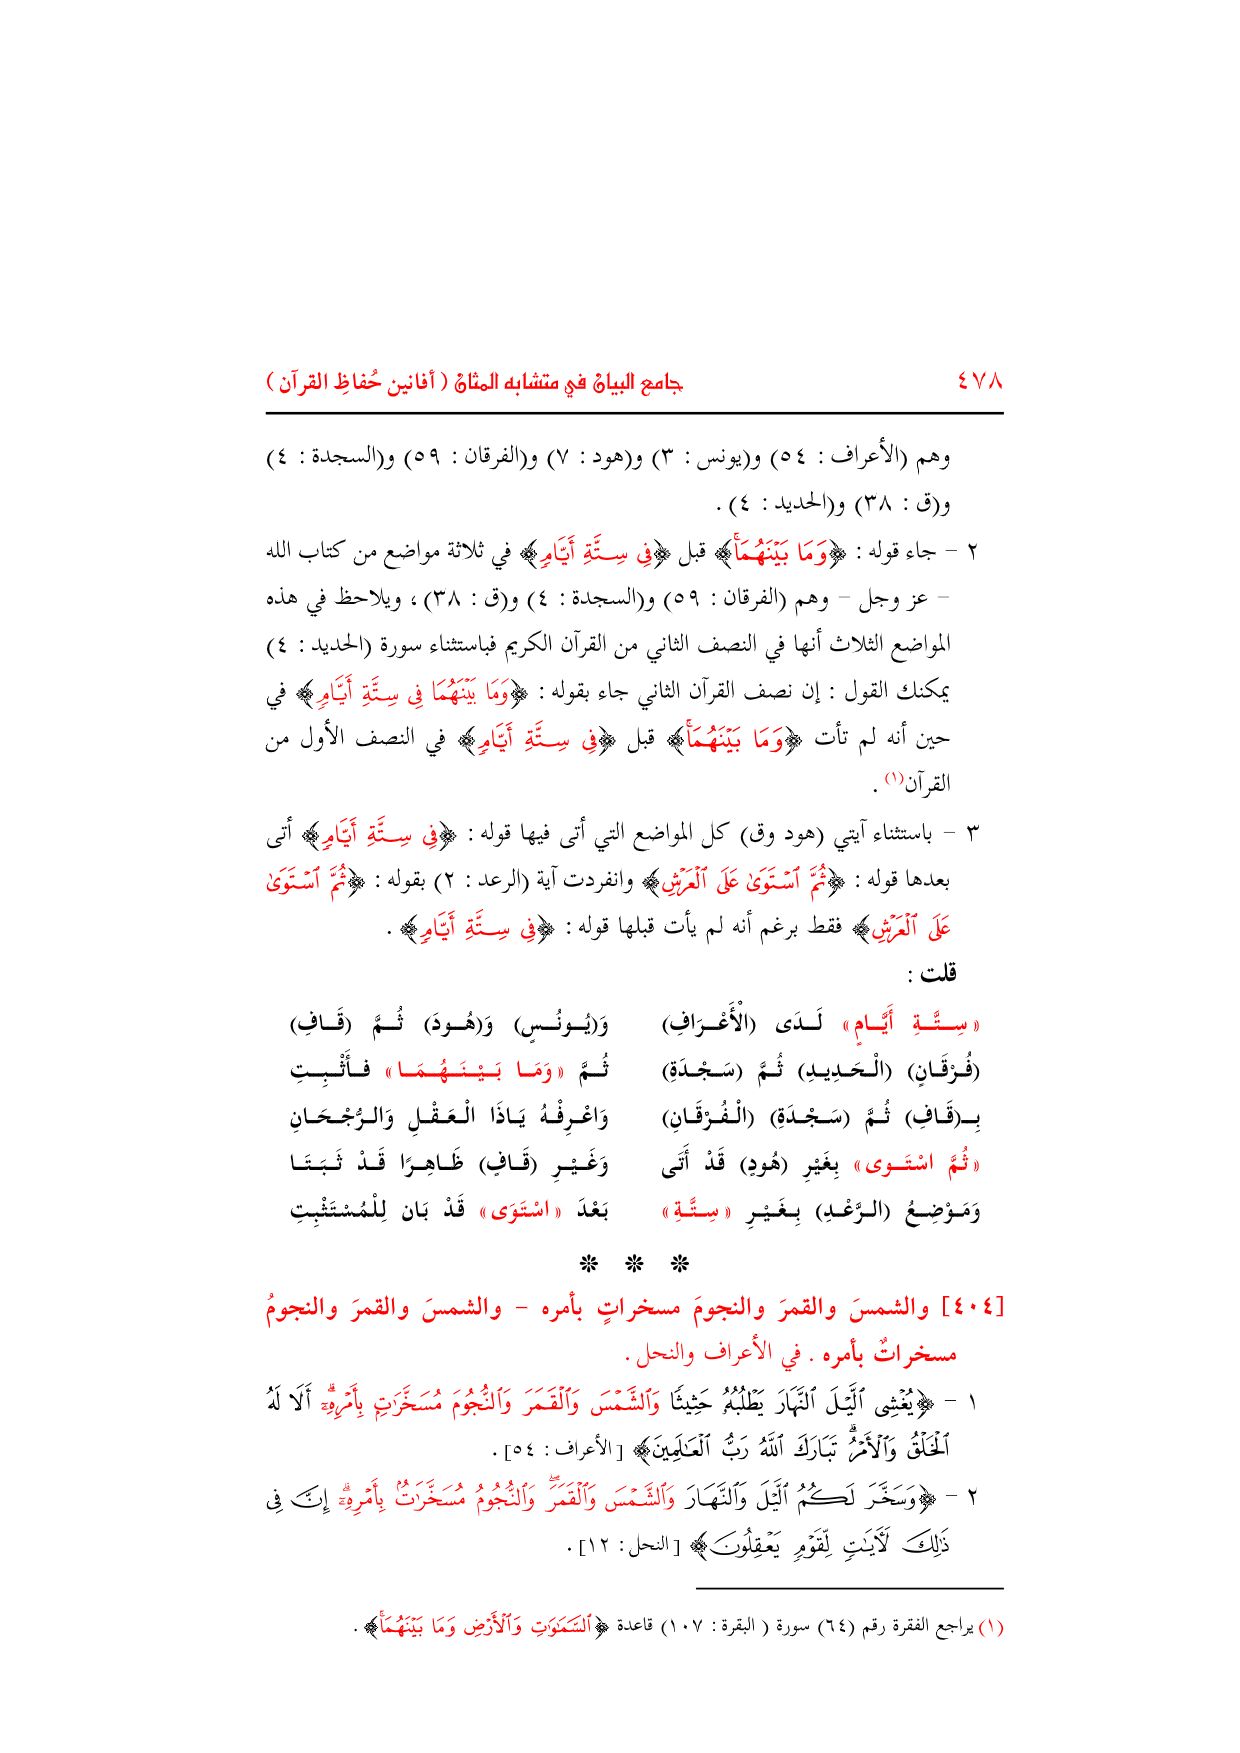 ٤٧٨ جامع البيان في متشابه المثان ( أفانين حُفاظِ القرآن )
وهم (الأعراف : ٥٤) و(يونس : ٣) و(هود : ٧) و(الفرقان : ٥٩) و(السجدة : ٤)
و(ق : ٣٨) و(الحديد : ٤) .
٢ - جاء قوله : ﴿وَمَا بَيْنَهُمَا﴾ قبل ﴿فِى سِتَّةِ أَيَّامٍ﴾ في ثلاثة مواضع من كتاب الله
- عز وجل - وهم (الفرقان : ٥٩) و(السجدة : ٤) و(ق : ٣٨) ، ويلاحظ في هذه
المواضع الثلاث أنها في النصف الثاني من القرآن الكريم فباستثناء سورة (الحديد : ٤)
يمكنك القول : إن نصف القرآن الثاني جاء بقوله : ﴿وَمَا بَيْنَهُمَا فِى سِتَّةِ أَيَّامٍ﴾ في
حين أنه لم تأت ﴿وَمَا بَيْنَهُمَا﴾ قبل ﴿فِى سِتَّةِ أَيَّامٍ﴾ في النصف الأول من
القرآن(١) .
٣ - باستثناء آيتي (هود وق) كل المواضع التي أتى فيها قوله : ﴿فِى سِتَّةِ أَيَّامٍ﴾ أتى
بعدها قوله : ﴿ثُمَّ ٱسْتَوَىٰ عَلَى ٱلْعَرْشِ﴾ وانفردت آية (الرعد : ٢) بقوله : ﴿ثُمَّ ٱسْتَوَىٰ
عَلَى ٱلْعَرْشِ﴾ فقط برغم أنه لم يأت قبلها قوله : ﴿فِى سِتَّةِ أَيَّامٍ﴾ .
قلت :
«سِتَّةِ أَيَّامٍ» لَدَى (الْأَعْرَافِ) وَ(يُونُسٍ) وَ(هُودَ) ثُمَّ (قَافِ)
(فُرْقَانٍ) (الْحَدِيدِ) ثُمَّ (سَجْدَةِ) ثُمَّ «وَمَا بَيْنَهُمَا» فَأَثْبِتِ
بِـ(قَافِ) ثُمَّ (سَجْدَةِ) (الْفُرْقَانِ) وَاعْرِفْهُ يَاذَا الْعَقْلِ وَالرُّجْحَانِ
«ثُمَّ اسْتَوى» بِغَيْرِ (هُودٍ) قَدْ أَتَى وَغَيْرِ (قَافٍ) ظَاهِرًا قَدْ ثَبَتَا
وَمَوْضِعُ (الرَّعْدِ) بِغَيْرِ «سِتَّةِ» بَعْدَ «اسْتَوَى» قَدْ بَان لِلْمُسْتَثْبِتِ
* * *
[٤٠٤] والشمسَ والقمرَ والنجومَ مسخراتٍ بأمره - والشمسَ والقمرَ والنجومُ
مسخراتٌ بأمره . في الأعراف والنحل .
١ - ﴿يُغْشِى ٱلَّيْلَ ٱلنَّهَارَ يَطْلُبُهُۥ حَثِيثًا وَٱلشَّمْسَ وَٱلْقَمَرَ وَٱلنُّجُومَ مُسَخَّرَٰتٍۭ بِأَمْرِهِۦٓۗ أَلَا لَهُ
ٱلْخَلْقُ وَٱلْأَمْرُۗ تَبَارَكَ ٱللَّهُ رَبُّ ٱلْعَٰلَمِينَ﴾ [الأعراف : ٥٤] .
٢ - ﴿وَسَخَّرَ لَكُمُ ٱلَّيْلَ وَٱلنَّهَارَ وَٱلشَّمْسَ وَٱلْقَمَرَۖ وَٱلنُّجُومُ مُسَخَّرَٰتٌۢ بِأَمْرِهِۦٓۗ إِنَّ فِى
ذَٰلِكَ لَءَايَٰتٍ لِّقَوْمٍ يَعْقِلُونَ﴾ [النحل : ١٢] .
(١) يراجع الفقرة رقم (٦٤) سورة ( البقرة : ١٠٧) قاعدة ﴿ٱلسَّمَٰوَٰتِ وَٱلْأَرْضِ وَمَا بَيْنَهُمَا﴾ .